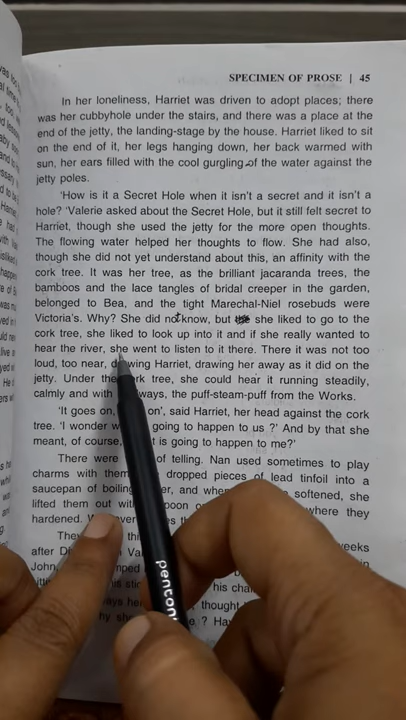 SPECIMEN OF PROSE | 45
In her loneliness, Harriet was driven to adopt places; there
was her cubbyhole under the stairs, and there was a place at the
end of the jetty, the landing-stage by the house. Harriet liked to sit
on the end of it, her legs hanging down, her back warmed with
sun, her ears filled with the cool gurgling of the water against the
jetty poles.
'How is it a Secret Hole when it isn't a secret and it isn't a
hole? 'Valerie asked about the Secret Hole, but it still felt secret to
Harriet, though she used the jetty for the more open thoughts.
The flowing water helped her thoughts to flow. She had also,
though she did not yet understand about this, an affinity with the
cork tree. It was her tree, as the brilliant jacaranda trees, the
bamboos and the lace tangles of bridal creeper in the garden,
belonged to Bea, and the tight Marechal-Niel rosebuds were
Victoria's. Why? She did not know, but she liked to go to the
cork tree, she liked to look up into it and if she really wanted to
hear the river, she went to listen to it there. There it was not too
loud, too near, drawing Harriet, drawing her away as it did on the
jetty. Under the cork tree, she could hear it running steadily,
calmly and with ways, the puff-steam-puff from the Works.
'It goes on, on', said Harriet, her head against the cork
tree. 'I wonder going to happen to us ?' And by that she
meant, of course, is going to happen to me?'
There were of telling. Nan used sometimes to play
charms with them dropped pieces of lead tinfoil into a
saucepan of boiling and when softened, she
lifted them out with where they
hardened.
They weeks
after
John
his stick his
thought
why she ?
pentonic